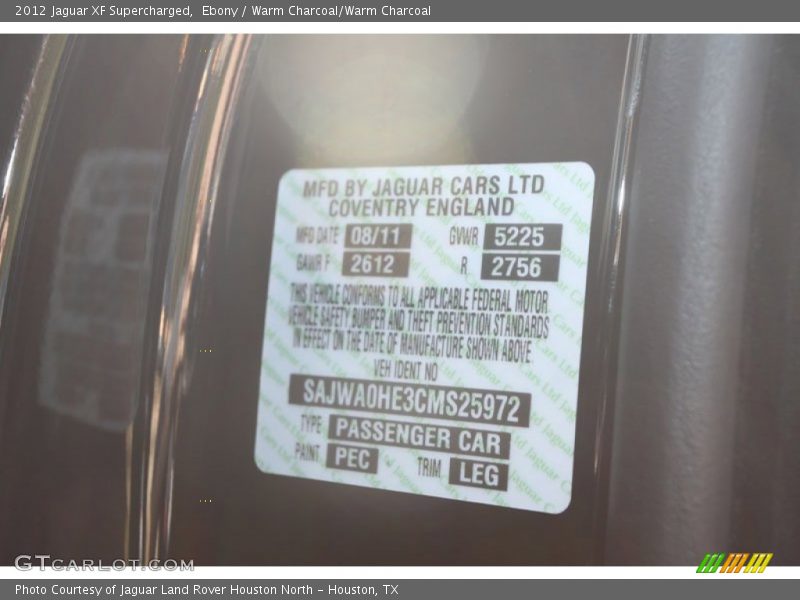 2012 Jaguar XF Supercharged, Ebony / Warm Charcoal/Warm Charcoal
MFD BY JAGUAR CARS LTD
COVENTRY ENGLAND
MFD DATE 08/11 GVWR 5225
GAWR F 2612 R 2756
THIS VEHICLE CONFORMS TO ALL APPLICABLE FEDERAL MOTOR
VEHICLE SAFETY BUMPER AND THEFT PREVENTION STANDARDS
IN EFFECT ON THE DATE OF MANUFACTURE SHOWN ABOVE
VEH IDENT NO
SAJWA0HE3CMS25972
TYPE PASSENGER CAR
PAINT PEC TRIM LEG
GTCARLOT.COM
Photo Courtesy of Jaguar Land Rover Houston North - Houston, TX